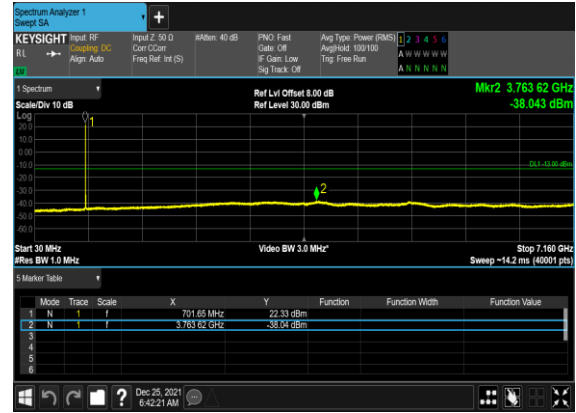 Spectrum Analyzer 1
Swept SA
+
KEYSIGHT Input: RF Input Z: 50 Ω #Atten: 40 dB PNO: Fast Avg Type: Power (RMS) 1 2 3 4 5 6
R L Coupling: DC Corr CCorr Gate: Off Avg|Hold: 100/100 A W W W W W
Align: Auto Freq Ref: Int (S) IF Gain: Low Trig: Free Run
Sig Track: Off A N N N N N
1 Spectrum Ref Lvl Offset 8.00 dB Mkr2 3.763 62 GHz
Scale/Div 10 dB Ref Level 30.00 dBm -38.043 dBm
Log
20.0
10.0
0.00
-10.0
-20.0
-30.0
-40.0
-50.0
-60.0
1
DL1 -13.00 dBm
2
Start 30 MHz Video BW 3.0 MHz* Stop 7.160 GHz
#Res BW 1.0 MHz Sweep ~14.2 ms (40001 pts)
5 Marker Table
Mode Trace Scale X Y Function Function Width Function Value
1 N 1 f 701.65 MHz 22.33 dBm
2 N 1 f 3.763 62 GHz -38.04 dBm
3
4
5
6
? Dec 25, 2021
6:42:21 AM